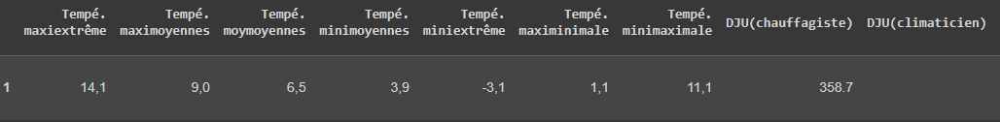 Tempé. Tempé. Tempé. Tempé. Tempé. Tempé. Tempé. DJU(chauffagiste) DJU(climaticien)
maxiextrême maximoyennes moymoyennes minimoyennes miniextrême maximinimale minimaximale
1 14,1 9,0 6,5 3,9 -3,1 1,1 11,1 358.7